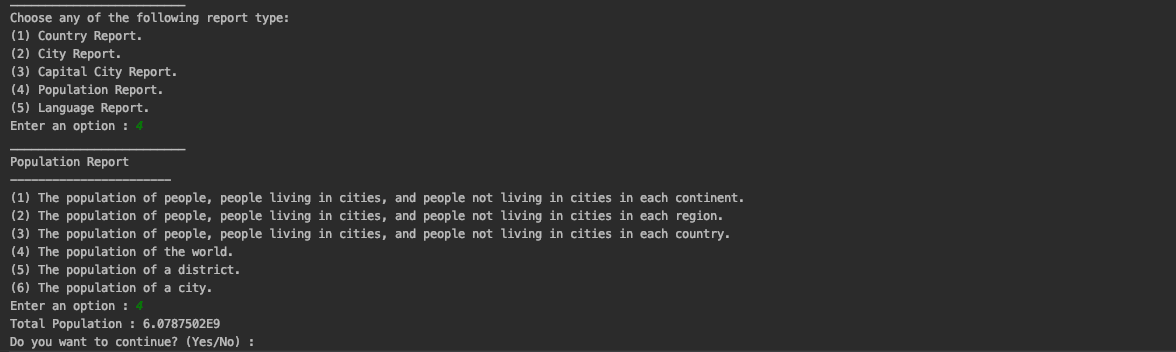 Choose any of the following report type:
(1) Country Report.
(2) City Report.
(3) Capital City Report.
(4) Population Report.
(5) Language Report.
Enter an option : 4
Population Report
(1) The population of people, people living in cities, and people not living in cities in each continent.
(2) The population of people, people living in cities, and people not living in cities in each region.
(3) The population of people, people living in cities, and people not living in cities in each country.
(4) The population of the world.
(5) The population of a district.
(6) The population of a city.
Enter an option : 4
Total Population : 6.0787502E9
Do you want to continue? (Yes/No) :